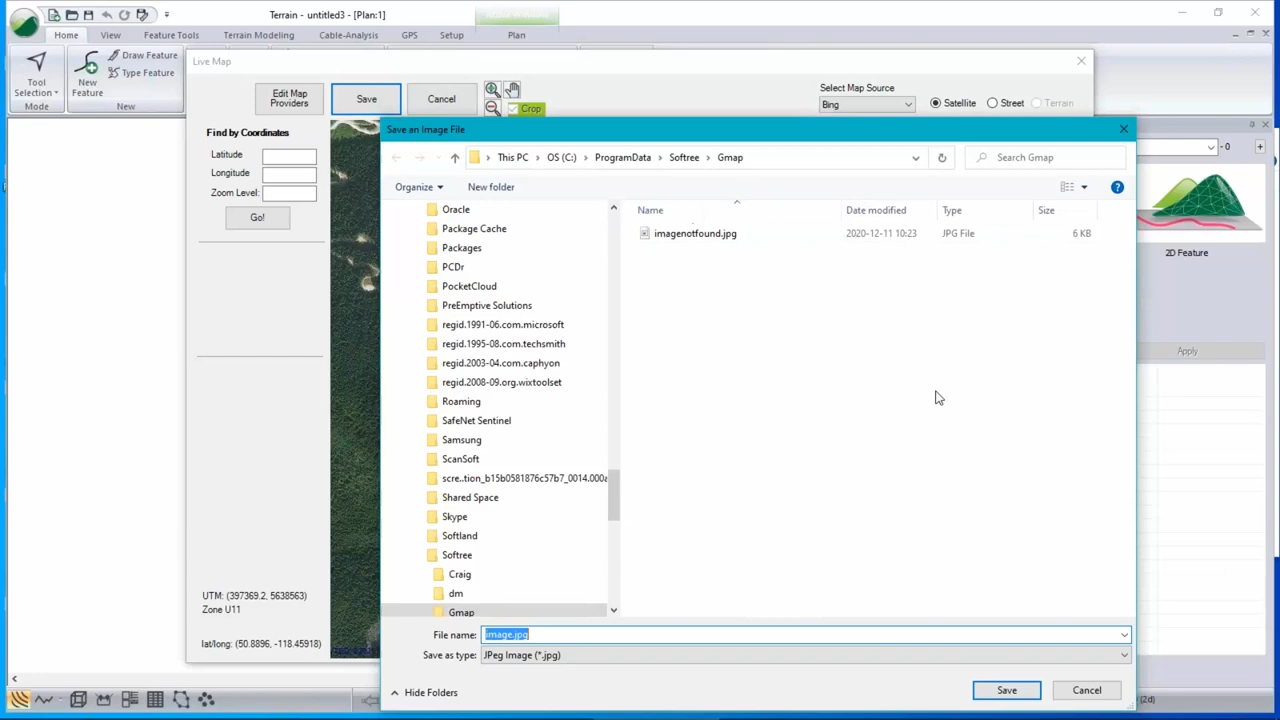 Terrain - untitled3 - [Plan:1]
Home
View
Feature Tools
Terrain Modeling
Cable-Analysis
GPS
Setup
Plan
Tool
Selection
Mode
New
Feature
Draw Feature
Type Feature
New
Live Map
Edit Map
Providers
Save
Cancel
Crop
Select Map Source
Bing
Satellite
Street
Terrain
Find by Coordinates
Latitude
Longitude
Zoom Level:
Go!
UTM: (397369.2, 5638563)
Zone U11
lat/long: (50.8896, -118.45918)
Save an Image File
This PC
OS (C:)
ProgramData
Softree
Gmap
Search Gmap
Organize
New folder
Oracle
Package Cache
Packages
PCDr
PocketCloud
PreEmptive Solutions
regid.1991-06.com.microsoft
regid.1995-08.com.techsmith
regid.2003-04.com.caphyon
regid.2008-09.org.wixtoolset
Roaming
SafeNet Sentinel
Samsung
ScanSoft
scre..tion_b15b0581876c57b7_0014.000a
Shared Space
Skype
Softland
Softree
Craig
dm
Gmap
Name
Date modified
Type
Size
imagenotfound.jpg
2020-12-11 10:23
JPG File
6 KB
File name:
image.jpg
Save as type:
JPeg Image (*.jpg)
Hide Folders
Save
Cancel
- 0
2D Feature
Apply
(2d)